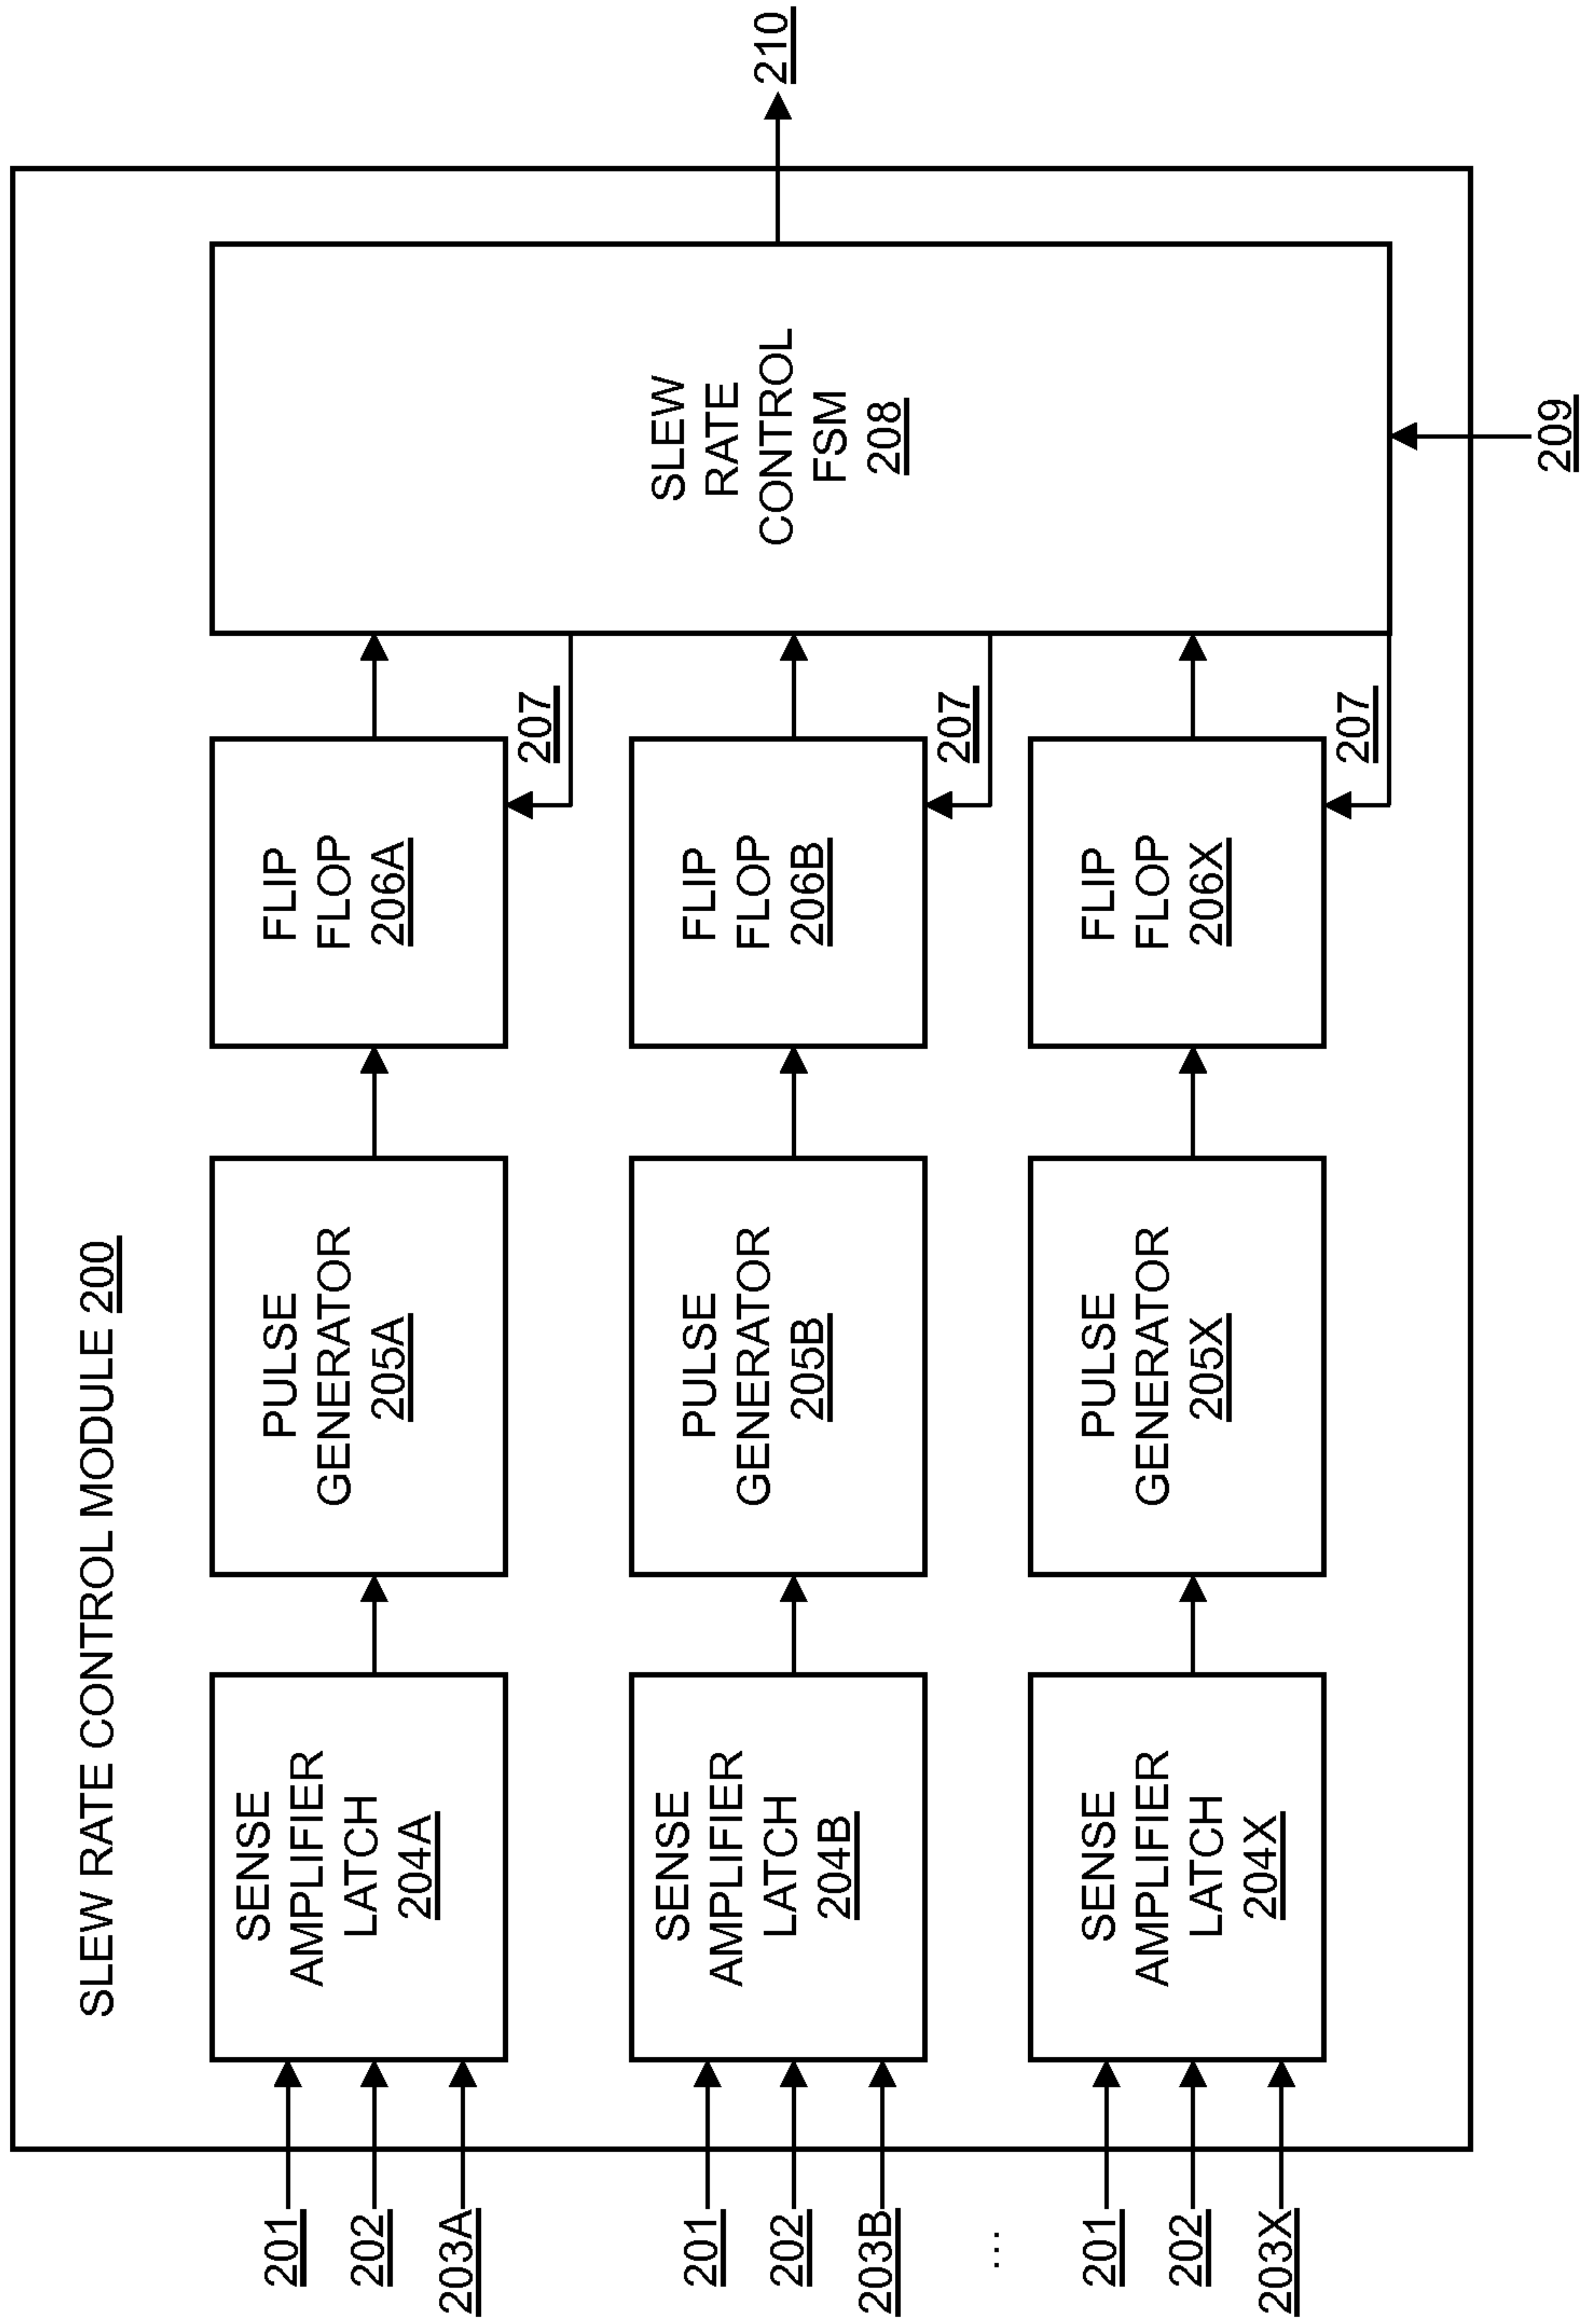 SLEW RATE CONTROL MODULE 200
201
202
203A
SENSE
AMPLIFIER
LATCH
204A
PULSE
GENERATOR
205A
FLIP
FLOP
206A
207
201
202
203B
SENSE
AMPLIFIER
LATCH
204B
PULSE
GENERATOR
205B
FLIP
FLOP
206B
207
...
201
202
203X
SENSE
AMPLIFIER
LATCH
204X
PULSE
GENERATOR
205X
FLIP
FLOP
206X
207
SLEW
RATE
CONTROL
FSM
208
209
210